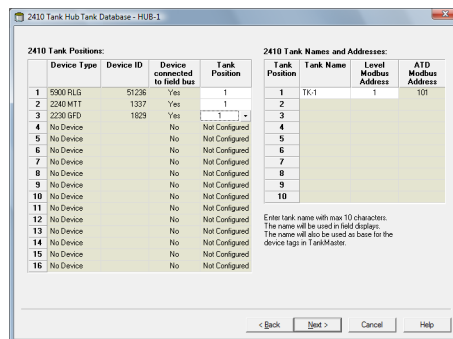 2410 Tank Hub Tank Database - HUB-1
2410 Tank Positions:
Device Type Device ID Device connected to field bus Tank Position
1 5900 RLG 51236 Yes 1
2 2240 MTT 1337 Yes 1
3 2230 GFD 1829 Yes 1
4 No Device No Not Configured
5 No Device No Not Configured
6 No Device No Not Configured
7 No Device No Not Configured
8 No Device No Not Configured
9 No Device No Not Configured
10 No Device No Not Configured
11 No Device No Not Configured
12 No Device No Not Configured
13 No Device No Not Configured
14 No Device No Not Configured
15 No Device No Not Configured
16 No Device No Not Configured
2410 Tank Names and Addresses:
Tank Position Tank Name Level Modbus Address ATD Modbus Address
1 TK-1 1 101
2
3
4
5
6
7
8
9
10
Enter tank name with max 10 characters.
The name will be used in field displays.
The name will also be used as base for the
device tags in TankMaster.
< Back Next > Cancel Help